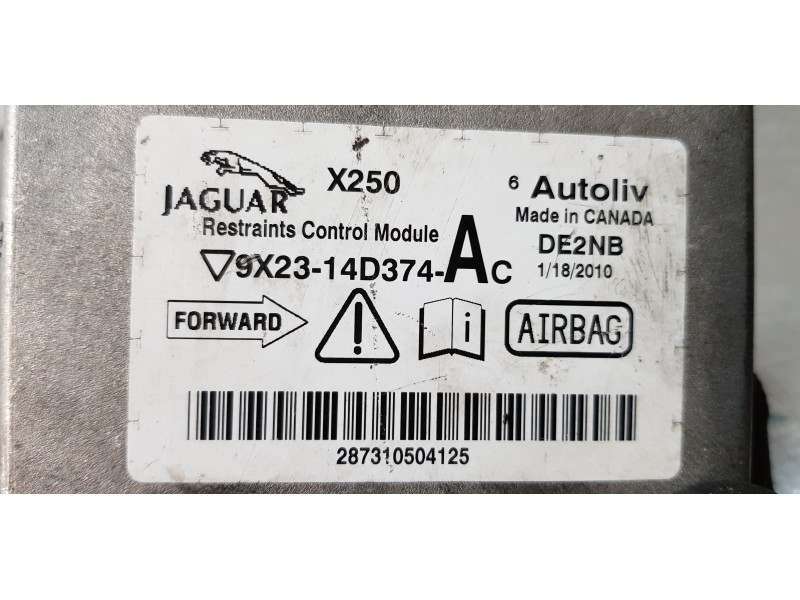 JAGUAR X250
Restraints Control Module
9X23-14D374-AC
6 Autoliv
Made in CANADA
DE2NB
1/18/2010
FORWARD
! i AIRBAG
287310504125